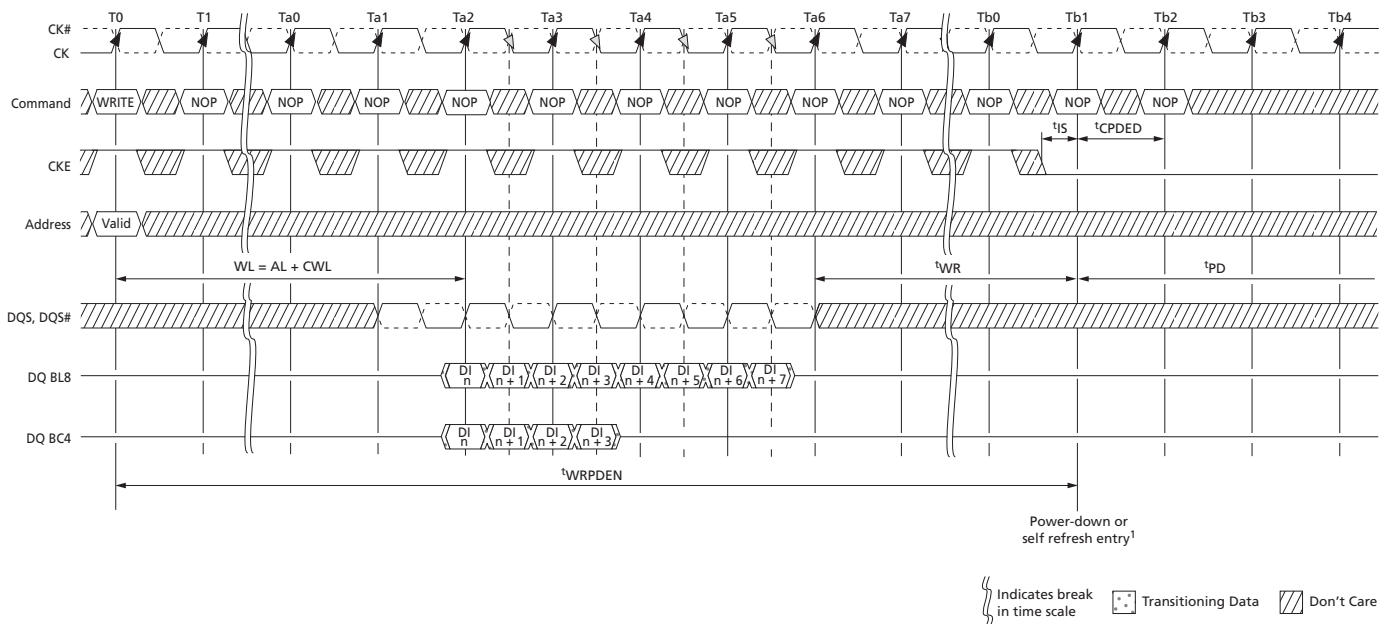 T0 T1 Ta0 Ta1 Ta2 Ta3 Ta4 Ta5 Ta6 Ta7 Tb0 Tb1 Tb2 Tb3 Tb4
CK#
CK
Command WRITE NOP NOP NOP NOP NOP NOP NOP NOP NOP NOP NOP NOP
tIS tCPDED
CKE
Address Valid
WL = AL + CWL tWR tPD
DQS, DQS#
DQ BL8 DI n DI n + 1 DI n + 2 DI n + 3 DI n + 4 DI n + 5 DI n + 6 DI n + 7
DQ BC4 DI n DI n + 1 DI n + 2 DI n + 3
tWRPDEN
Power-down or
self refresh entry1
Indicates break
in time scale
Transitioning Data
Don't Care